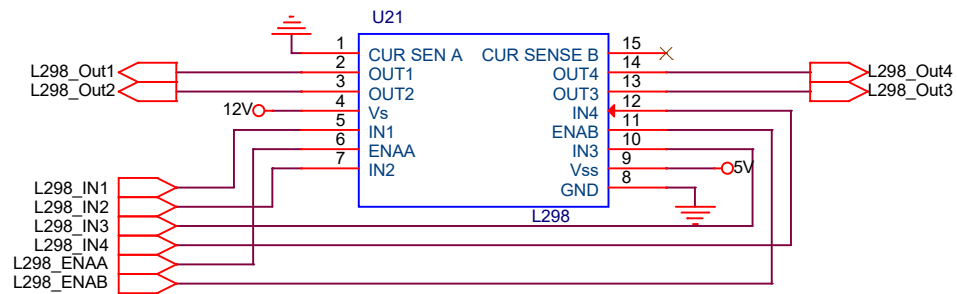 U21
1 CUR SEN A CUR SENSE B 15
L298_Out1 2 OUT1 OUT4 14 L298_Out4
L298_Out2 3 OUT2 OUT3 13 L298_Out3
12V 4 Vs IN4 12
5 IN1 ENAB 11
6 ENAA IN3 10
7 IN2 Vss 9 5V
GND 8
L298_IN1
L298_IN2
L298_IN3
L298_IN4
L298_ENAA
L298_ENAB
L298